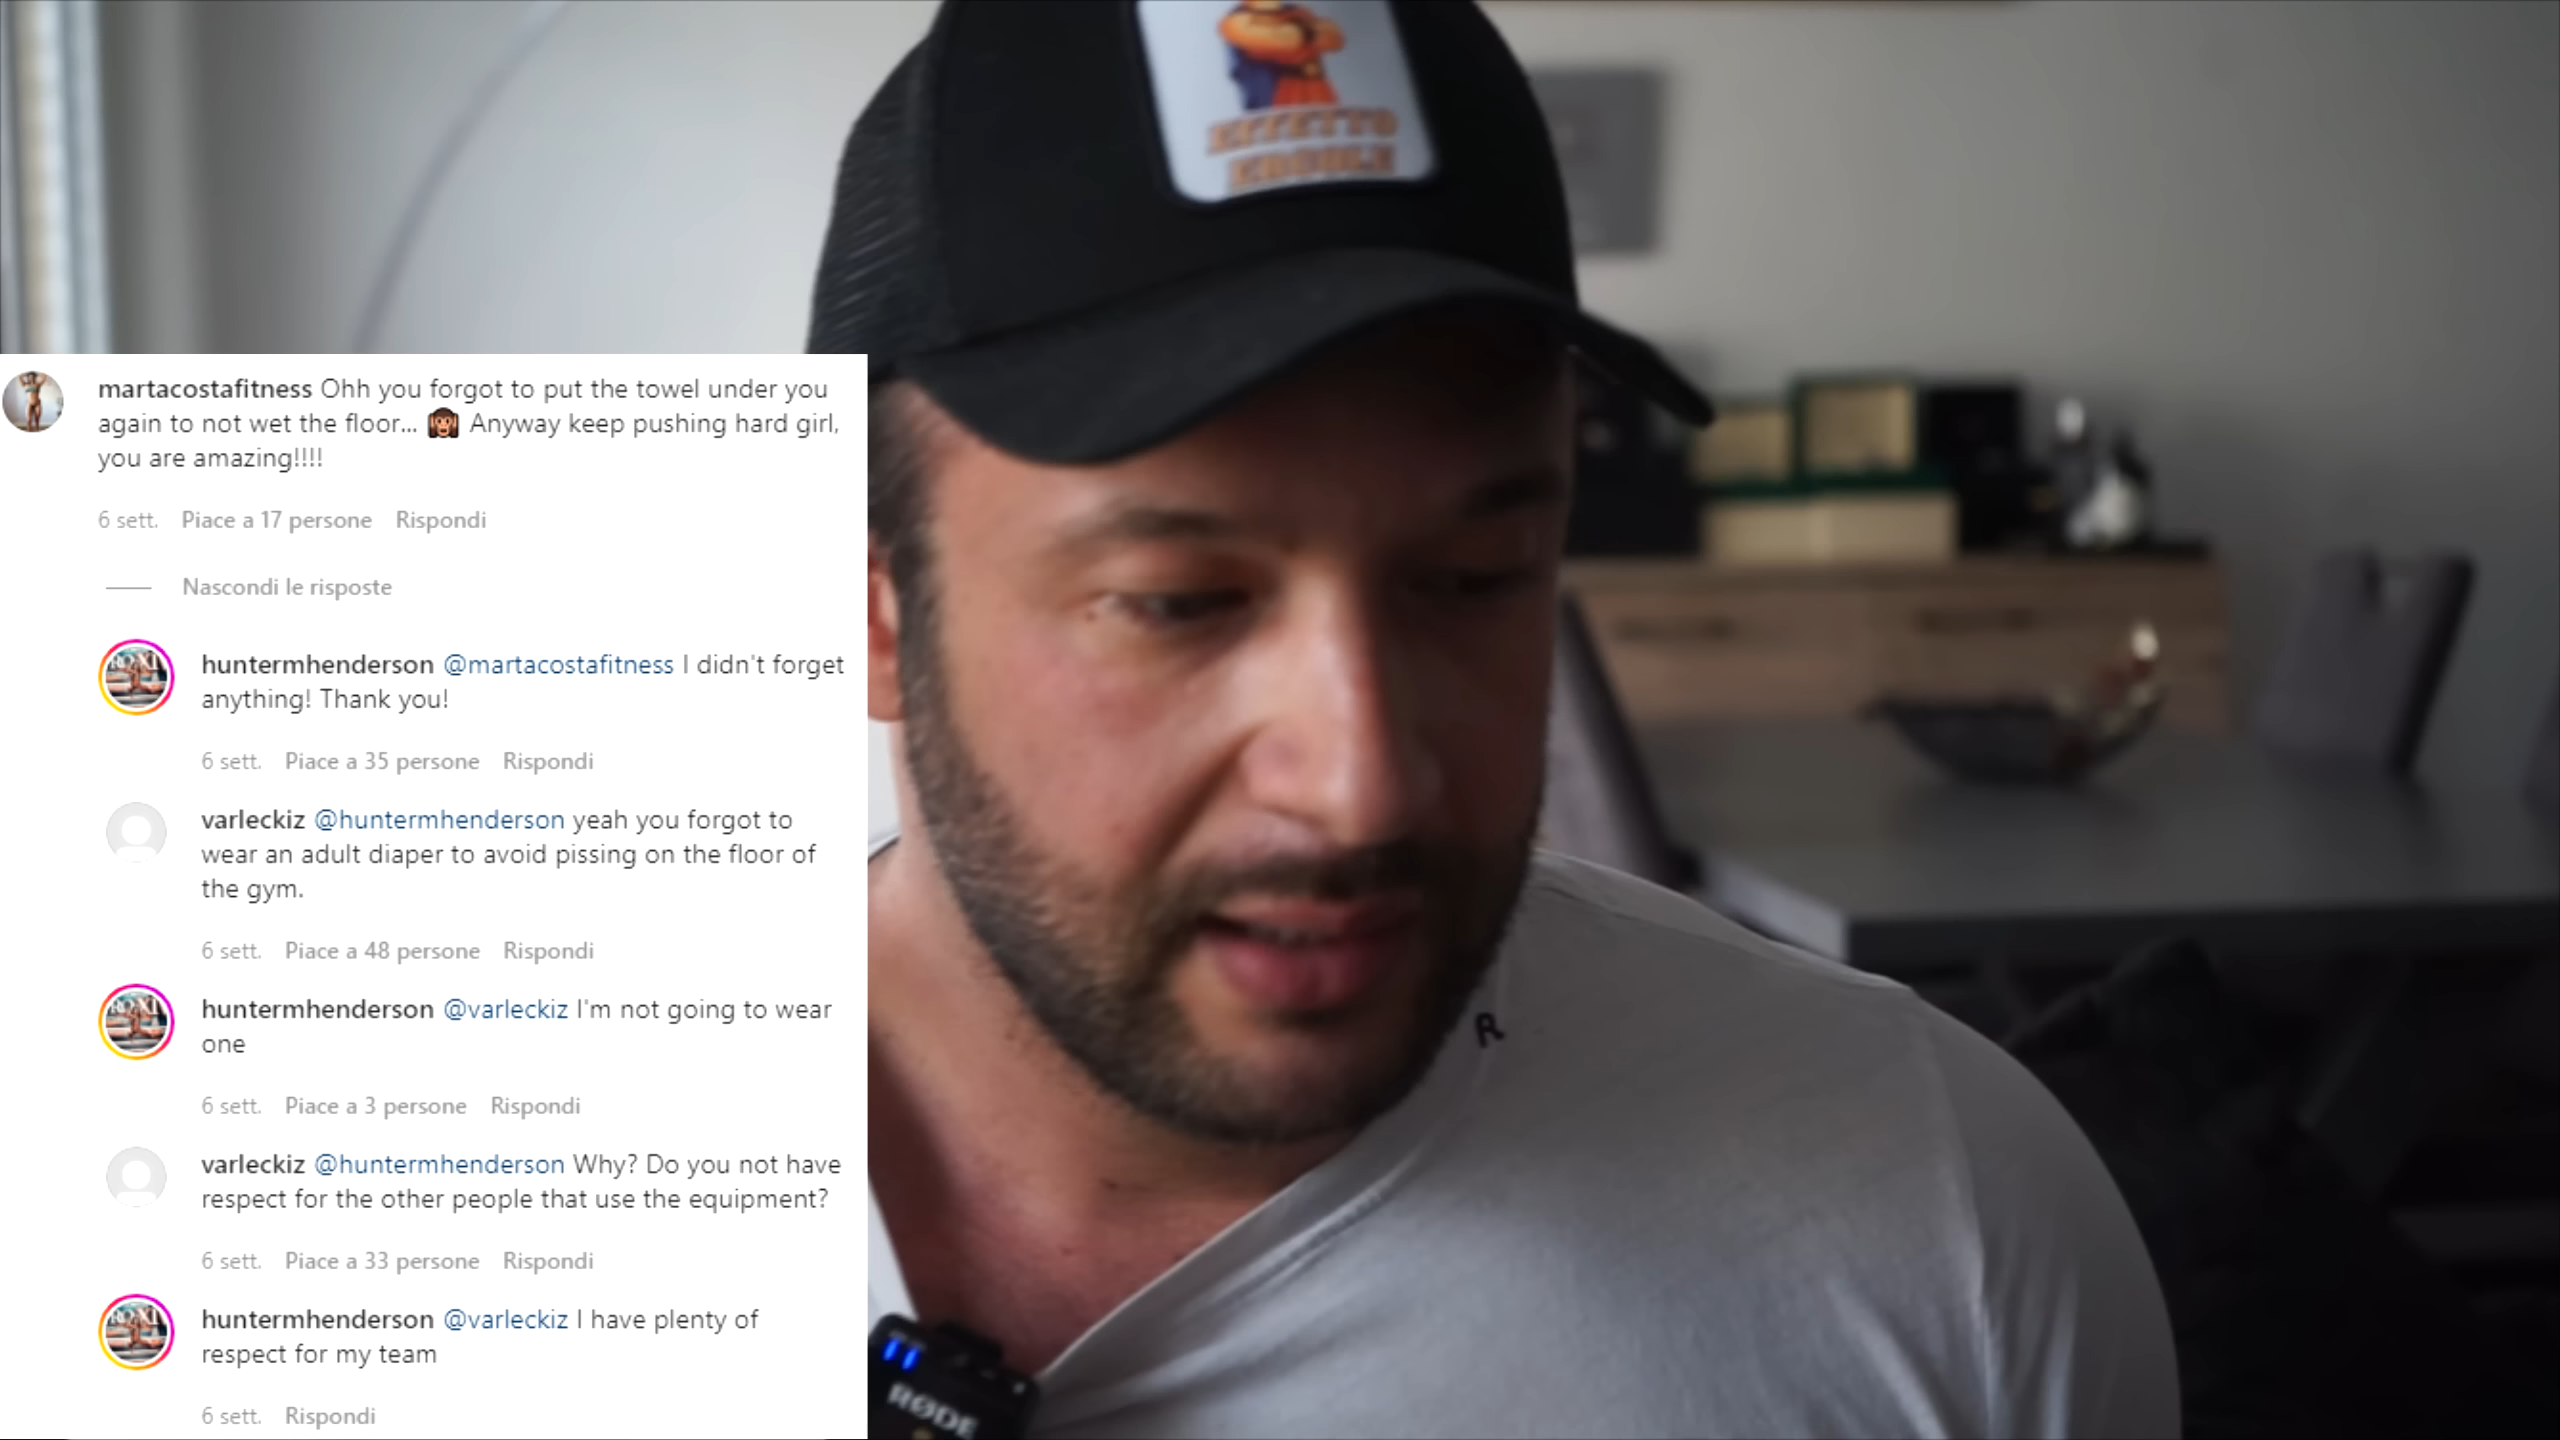 EFFETTO
ERCOLE
martacostafitness Ohh you forgot to put the towel under you
again to not wet the floor... 🙉 Anyway keep pushing hard girl,
you are amazing!!!!
6 sett. Piace a 17 persone Rispondi
Nascondi le risposte
huntermhenderson @martacostafitness I didn't forget
anything! Thank you!
6 sett. Piace a 35 persone Rispondi
varleckiz @huntermhenderson yeah you forgot to
wear an adult diaper to avoid pissing on the floor of
the gym.
6 sett. Piace a 48 persone Rispondi
huntermhenderson @varleckiz I'm not going to wear
one
6 sett. Piace a 3 persone Rispondi
varleckiz @huntermhenderson Why? Do you not have
respect for the other people that use the equipment?
6 sett. Piace a 33 persone Rispondi
huntermhenderson @varleckiz I have plenty of
respect for my team
6 sett. Rispondi
R
RØDE